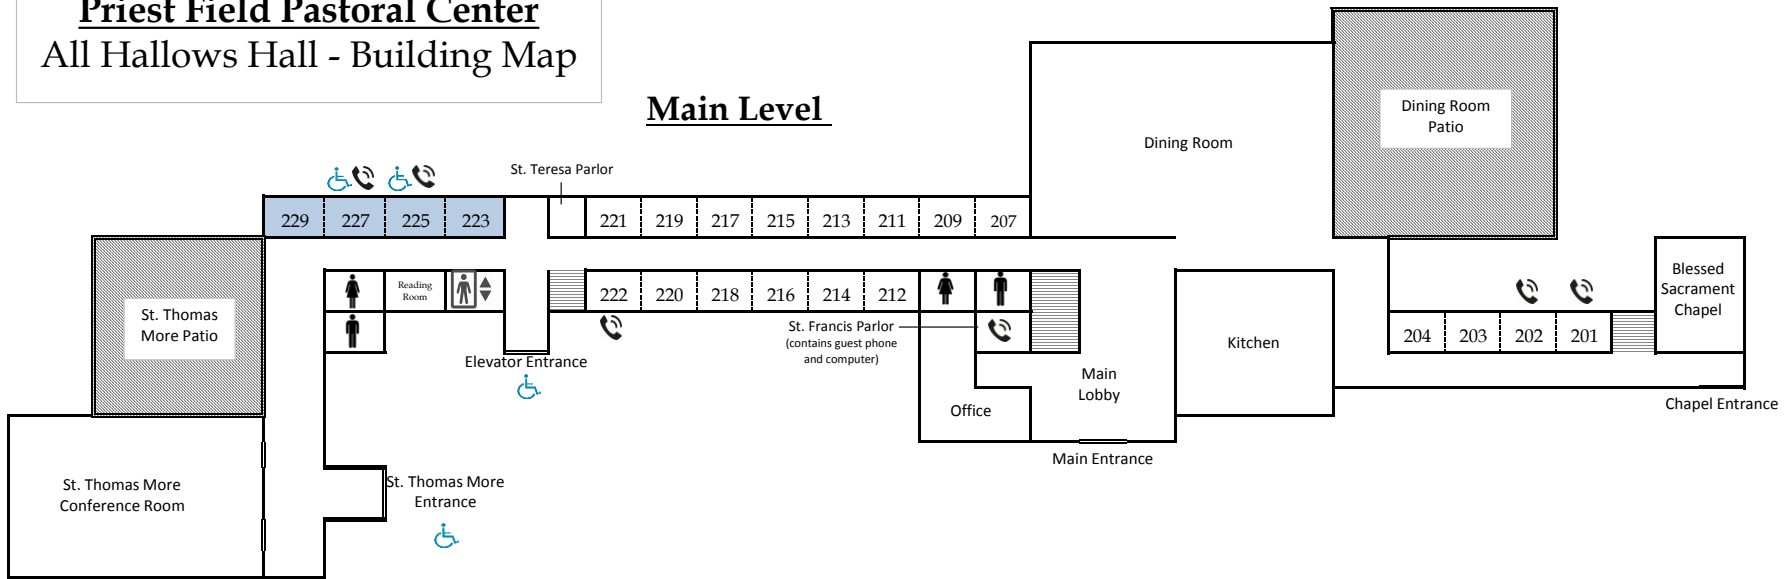 Priest Field Pastoral Center
All Hallows Hall - Building Map
Main Level
Dining Room
Patio
Dining Room
St. Teresa Parlor
229 227 225 223 221 219 217 215 213 211 209 207
Reading
Room
222 220 218 216 214 212
Blessed
Sacrament
Chapel
St. Thomas
More Patio
St. Francis Parlor
(contains guest phone
and computer)
204 203 202 201
Kitchen
Elevator Entrance
Main
Lobby
Office
Chapel Entrance
Main Entrance
St. Thomas More
Conference Room
St. Thomas More
Entrance